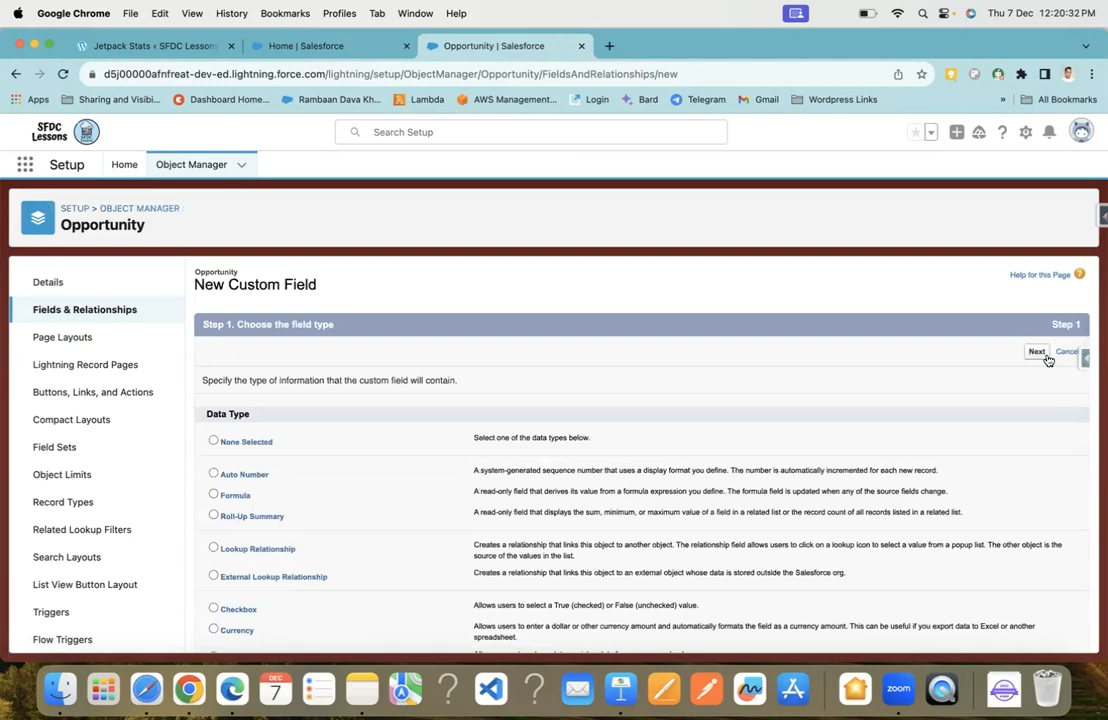 Google Chrome File Edit View History Bookmarks Profiles Tab Window Help Thu 7 Dec 12:20:32 PM
Jetpack Stats ‹ SFDC Lesson
Home | Salesforce
Opportunity | Salesforce
d5j00000afnfreat-dev-ed.lightning.force.com/lightning/setup/ObjectManager/Opportunity/FieldsAndRelationships/new
Apps Sharing and Visibi... Dashboard Home... Rambaan Dava Kh... Lambda AWS Management... Login Bard Telegram Gmail Wordpress Links » All Bookmarks
SFDC
Lessons
Search Setup
Setup Home Object Manager
SETUP > OBJECT MANAGER
Opportunity
Details
Fields & Relationships
Page Layouts
Lightning Record Pages
Buttons, Links, and Actions
Compact Layouts
Field Sets
Object Limits
Record Types
Related Lookup Filters
Search Layouts
List View Button Layout
Triggers
Flow Triggers
Opportunity
New Custom Field
Help for this Page
Step 1. Choose the field type Step 1
Next Cancel
Specify the type of information that the custom field will contain.
Data Type
None Selected Select one of the data types below.
Auto Number A system-generated sequence number that uses a display format you define. The number is automatically incremented for each new record.
Formula A read-only field that derives its value from a formula expression you define. The formula field is updated when any of the source fields change.
Roll-Up Summary A read-only field that displays the sum, minimum, or maximum value of a field in a related list or the record count of all records listed in a related list.
Lookup Relationship Creates a relationship that links this object to another object. The relationship field allows users to click on a lookup icon to select a value from a popup list. The other object is the
source of the values in the list.
External Lookup Relationship Creates a relationship that links this object to an external object whose data is stored outside the Salesforce org.
Checkbox Allows users to select a True (checked) or False (unchecked) value.
Currency Allows users to enter a dollar or other currency amount and automatically formats the field as a currency amount. This can be useful if you export data to Excel or another
spreadsheet.
DEC
7
zoom